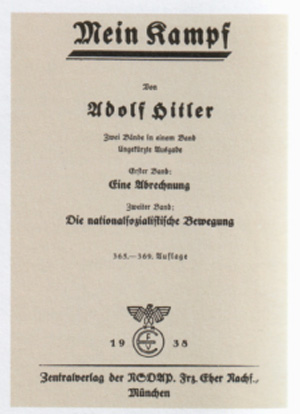 Mein Kampf
Von
Adolf Hitler
Zwei Bände in einem Band
Ungekürzte Ausgabe
Erster Band:
Eine Abrechnung
Zweiter Band:
Die nationalsozialistische Bewegung
365.—369. Auflage
19 38
Zentralverlag der NSDAP. Frz. Eher Nachf.,
München